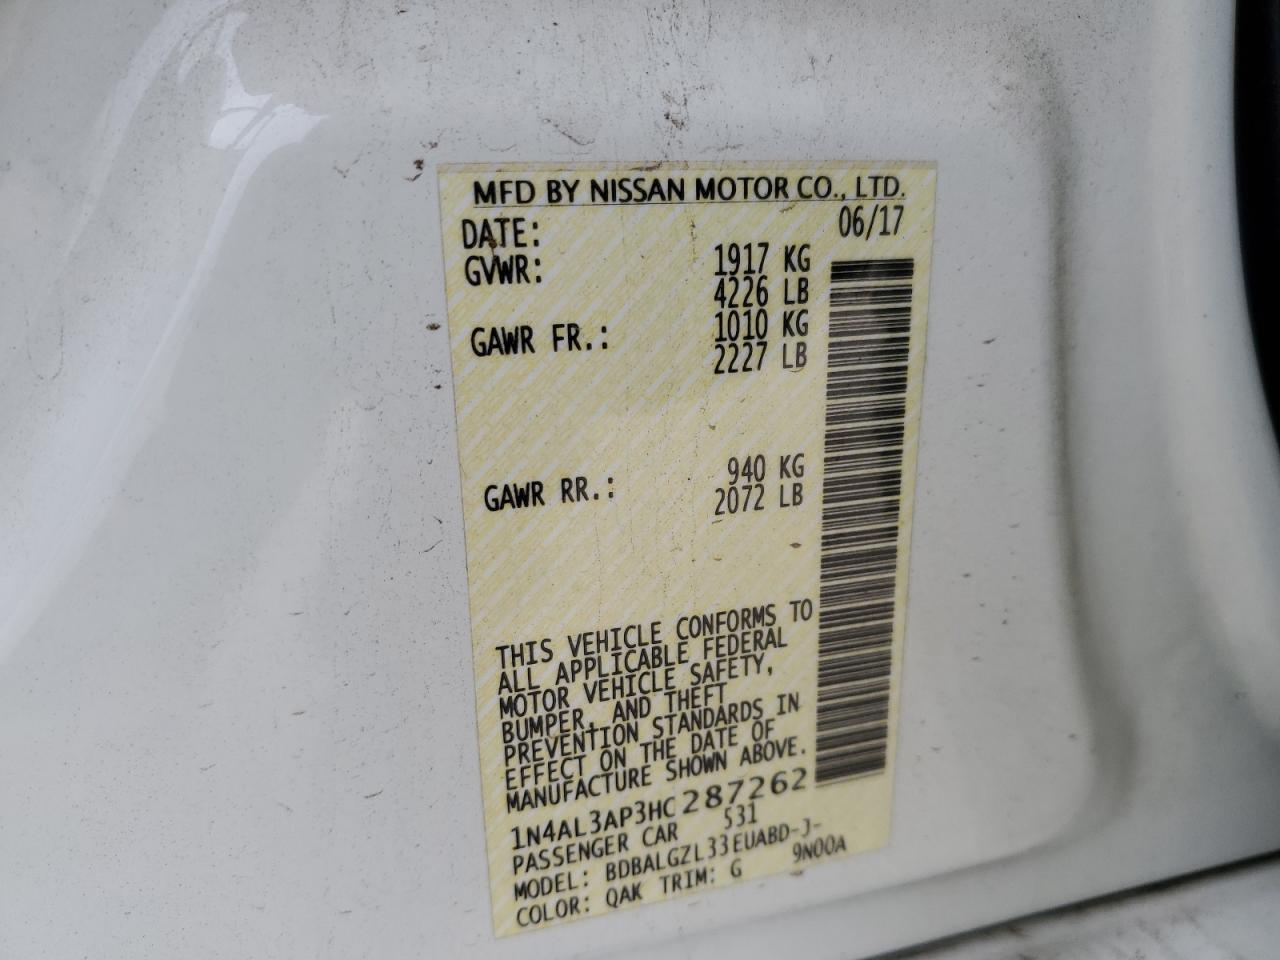 MFD BY NISSAN MOTOR CO., LTD.
DATE: 06/17
GVWR: 1917 KG
4226 LB
GAWR FR.: 1010 KG
2227 LB
GAWR RR.: 940 KG
2072 LB
THIS VEHICLE CONFORMS TO
ALL APPLICABLE FEDERAL
MOTOR VEHICLE SAFETY,
BUMPER, AND THEFT
PREVENTION STANDARDS IN
EFFECT ON THE DATE OF
MANUFACTURE SHOWN ABOVE.
1N4AL3AP3HC287262
PASSENGER CAR 531
MODEL: BDBALGZL33EUABD-J-
COLOR: QAK TRIM: G 9N00A